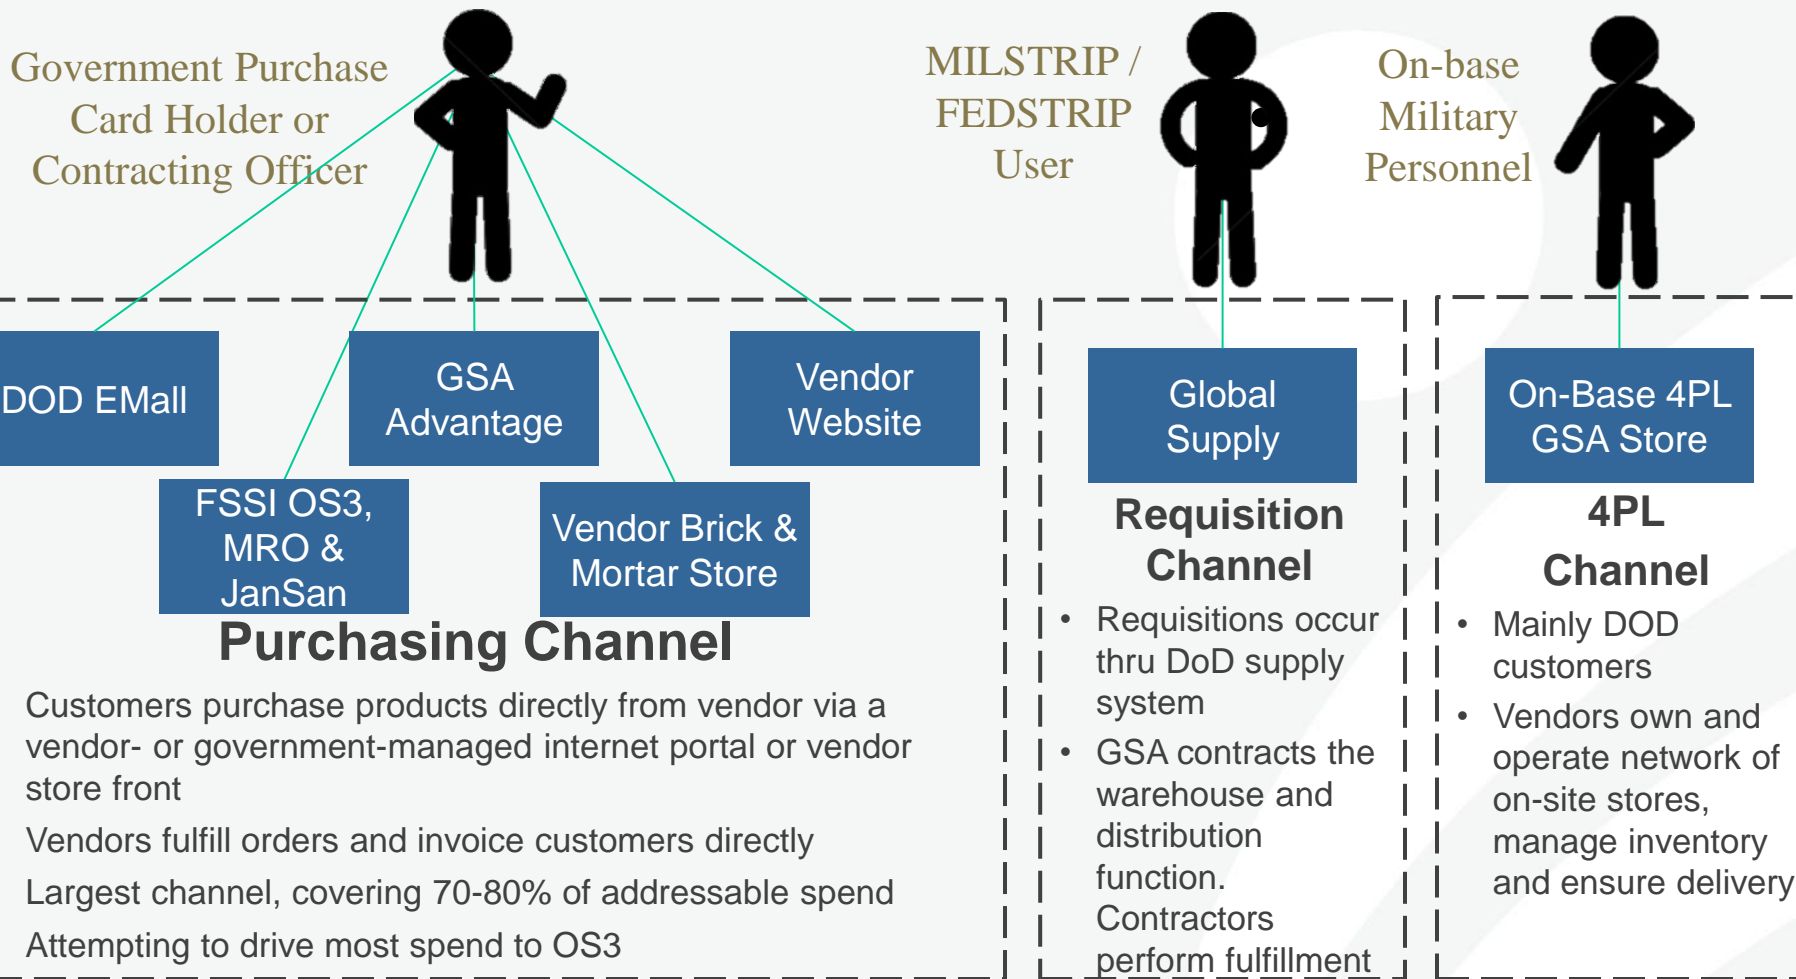 Government Purchase
Card Holder or
Contracting Officer
MILSTRIP /
FEDSTRIP
User
On-base
Military
Personnel
DOD EMall
GSA
Advantage
Vendor
Website
FSSI OS3,
MRO &
JanSan
Vendor Brick &
Mortar Store
Purchasing Channel
Customers purchase products directly from vendor via a
vendor- or government-managed internet portal or vendor
store front
Vendors fulfill orders and invoice customers directly
Largest channel, covering 70-80% of addressable spend
Attempting to drive most spend to OS3
Global
Supply
Requisition
Channel
• Requisitions occur
thru DoD supply
system
• GSA contracts the
warehouse and
distribution
function.
Contractors
perform fulfillment
On-Base 4PL
GSA Store
4PL
Channel
• Mainly DOD
customers
• Vendors own and
operate network of
on-site stores,
manage inventory
and ensure delivery